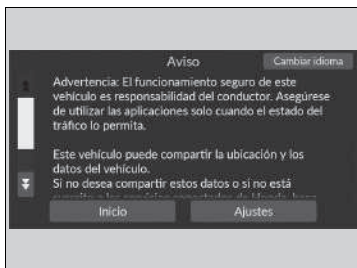 Aviso
Cambiar idioma
Advertencia: El funcionamiento seguro de este
vehículo es responsabilidad del conductor. Asegúrese
de utilizar las aplicaciones solo cuando el estado del
tráfico lo permita.
Este vehículo puede compartir la ubicación y los
datos del vehículo.
Si no desea compartir estos datos o si no está
Inicio
Ajustes